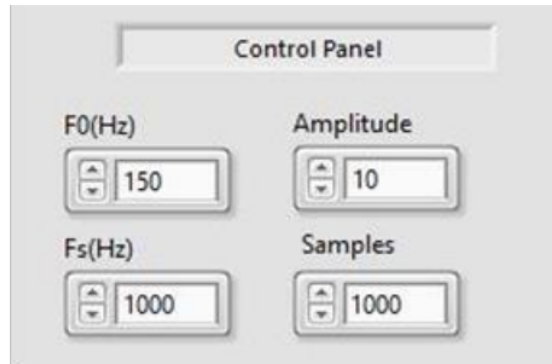 Control Panel
F0(Hz) Amplitude
150 10
Fs(Hz) Samples
1000 1000